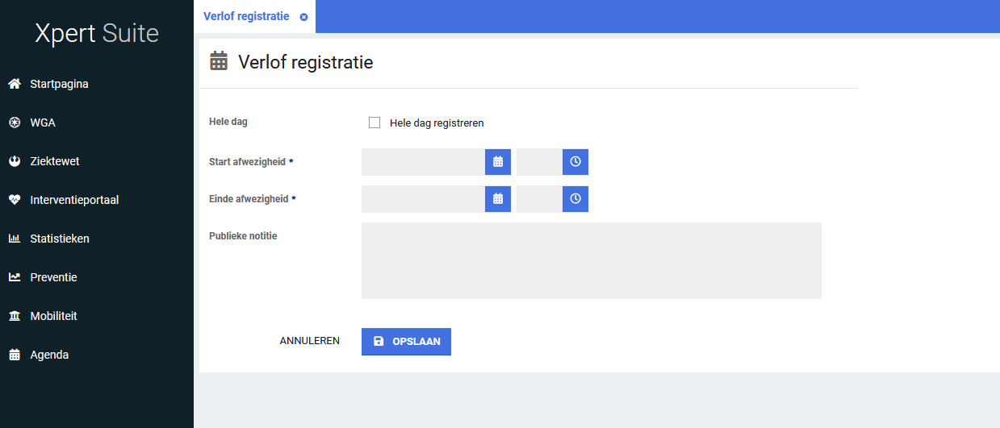 Xpert Suite
Startpagina
WGA
Ziektewet
Interventieportaal
Statistieken
Preventie
Mobiliteit
Agenda
Verlof registratie
Verlof registratie
Hele dag
Hele dag registreren
Start afwezigheid *
Einde afwezigheid *
Publieke notitie
ANNULEREN
OPSLAAN